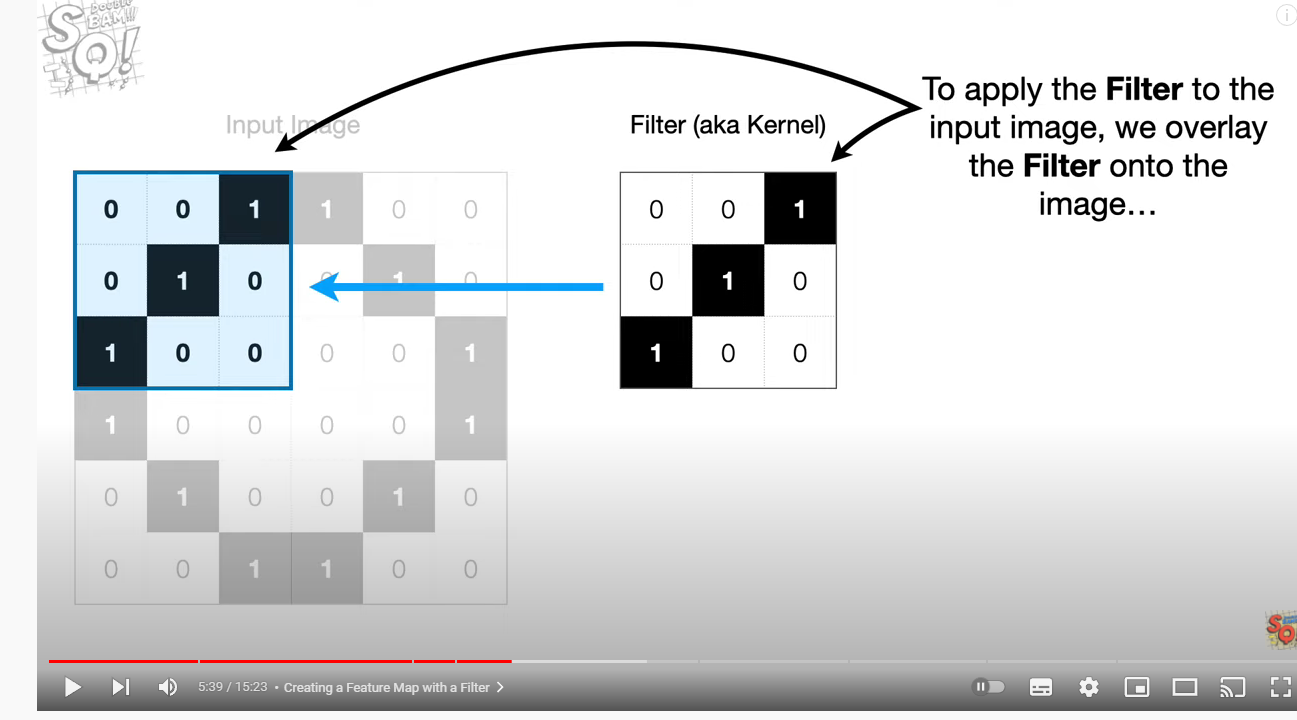 DOUBLE
BAM!!!
SQ!
Input Image
Filter (aka Kernel)
To apply the Filter to the
input image, we overlay
the Filter onto the
image…
0 0 1 1 0 0
0 1 0 0 1 0
1 0 0 0 0 1
1 0 0 0 0 1
0 1 0 0 1 0
0 0 1 1 0 0
0 0 1
0 1 0
1 0 0
SQ
5:39 / 15:23 • Creating a Feature Map with a Filter